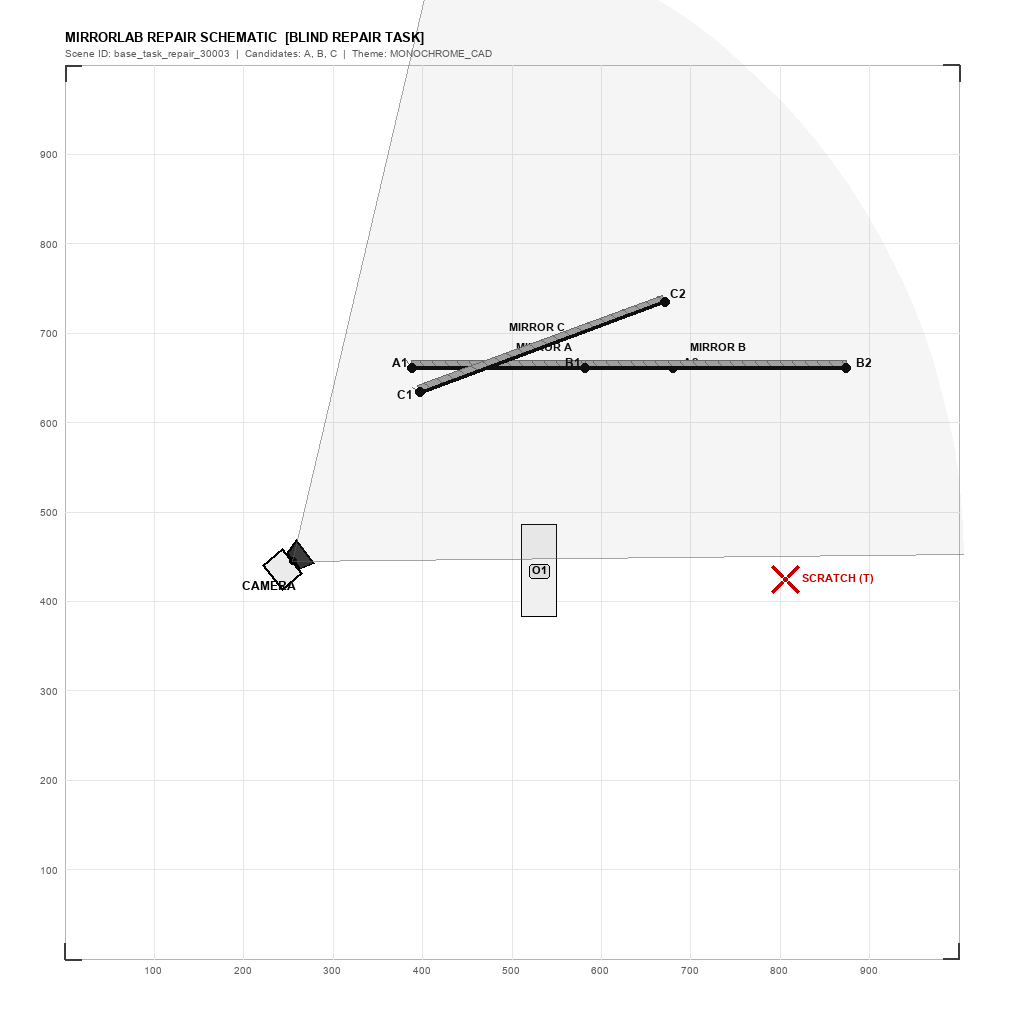 MIRRORLAB REPAIR SCHEMATIC [BLIND REPAIR TASK]
Scene ID: base_task_repair_30003 | Candidates: A, B, C | Theme: MONOCHROME_CAD
900
800
C2
MIRROR C
700
MIRROR A
MIRROR B
A1
B1
A2
B2
C1
600
500
O1
SCRATCH (T)
CAMERA
400
300
200
100
100 200 300 400 500 600 700 800 900